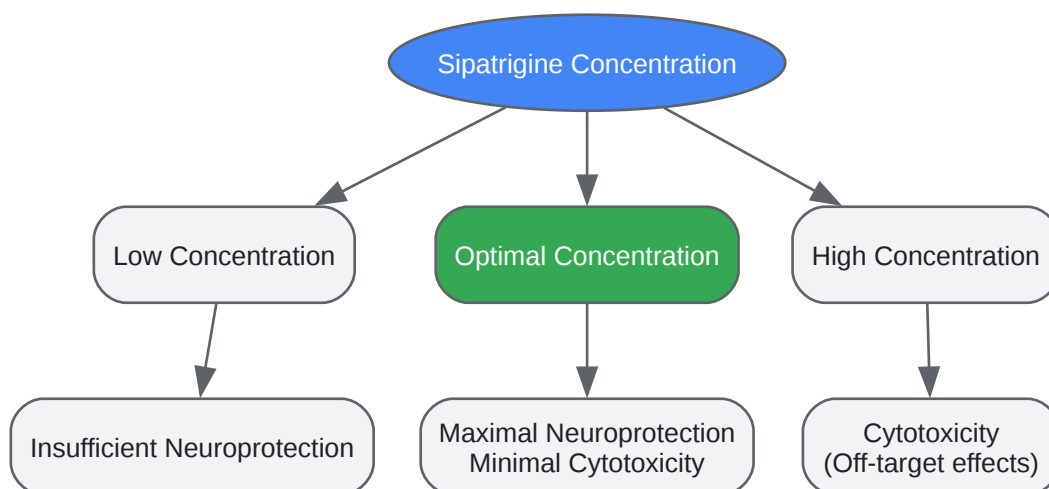 Sipatrigine Concentration
Low Concentration
Optimal Concentration
High Concentration
Insufficient Neuroprotection
Maximal Neuroprotection
Minimal Cytotoxicity
Cytotoxicity
(Off-target effects)